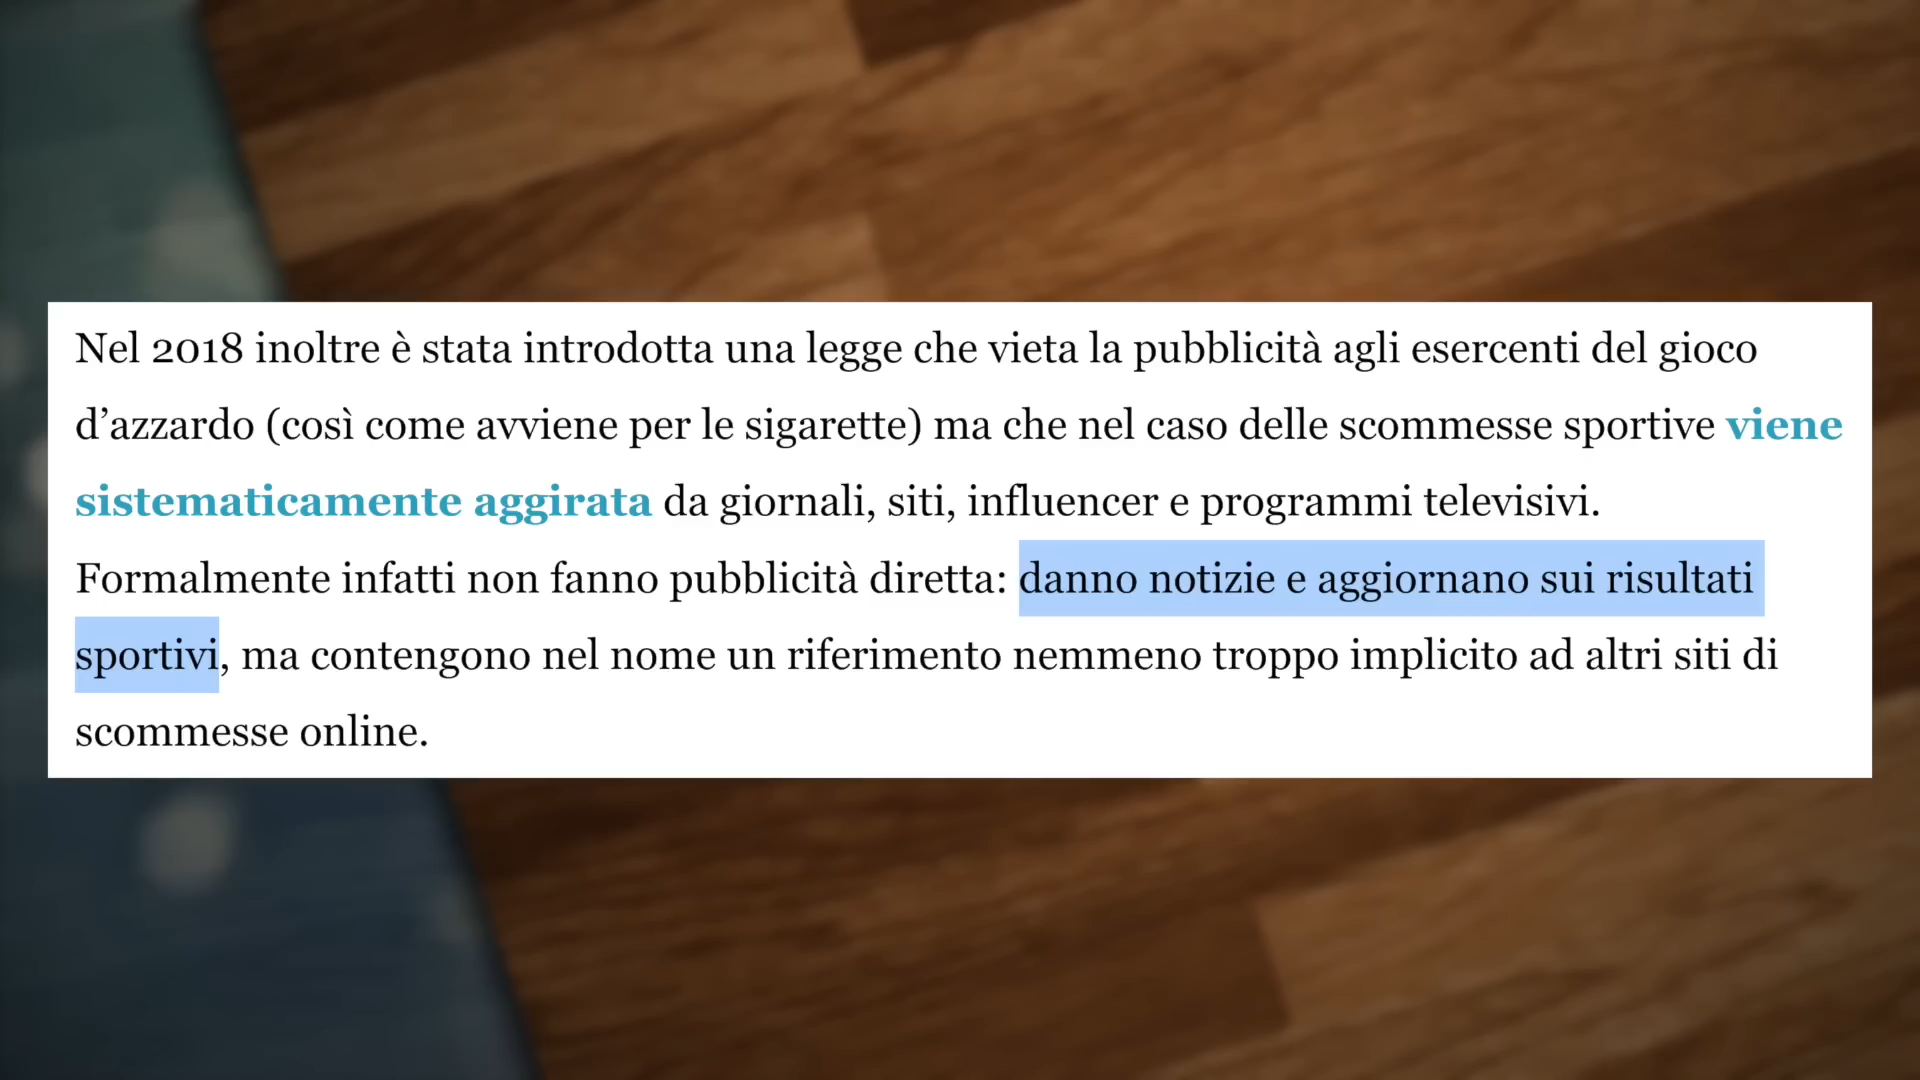 Nel 2018 inoltre è stata introdotta una legge che vieta la pubblicità agli esercenti del gioco
d’azzardo (così come avviene per le sigarette) ma che nel caso delle scommesse sportive viene
sistematicamente aggirata da giornali, siti, influencer e programmi televisivi.
Formalmente infatti non fanno pubblicità diretta: danno notizie e aggiornano sui risultati
sportivi, ma contengono nel nome un riferimento nemmeno troppo implicito ad altri siti di
scommesse online.